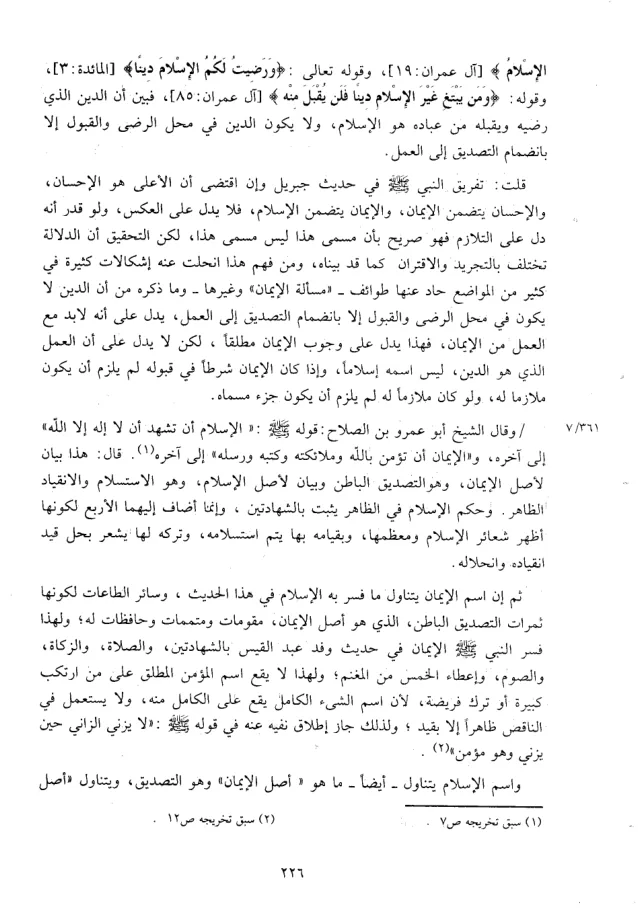 الإِسْلامُ ﴾ [آل عمران: ١٩]، وقوله تعالى : ﴿وَرَضِيتُ لَكُمُ الإِسْلامَ دِينًا﴾ [المائدة: ٣]،
وقوله: ﴿وَمَن يَبْتَغِ غَيْرَ الإِسْلامِ دِينًا فَلَن يُقْبَلَ مِنْه ﴾ [آل عمران: ٨٥]، فبين أن الدين الذي
رضيه ويقبله من عباده هو الإسلام، ولا يكون الدين في محل الرضى والقبول إلا
بانضمام التصديق إلى العمل.
قلت: تفريق النبي ﷺ في حديث جبريل وإن اقتضى أن الأعلى هو الإحسان،
والإحسان يتضمن الإيمان، والإيمان يتضمن الإسلام، فلا يدل على العكس، ولو قدر أنه
دل على التلازم فهو صريح بأن مسمى هذا ليس مسمى هذا، لكن التحقيق أن الدلالة
تختلف بالتجريد والاقتران كما قد بيناه، ومن فهم هذا انحلت عنه إشكالات كثيرة في
كثير من المواضع حاد عنها طوائف ــ «مسألة الإيمان» وغيرها ــ وما ذكره من أن الدين لا
يكون في محل الرضى والقبول إلا بانضمام التصديق إلى العمل، يدل على أنه لابد مع
العمل من الإيمان، فهذا يدل على وجوب الإيمان مطلقاً ، لكن لا يدل على أن العمل
الذي هو الدين، ليس اسمه إسلاماً، وإذا كان الإيمان شرطاً في قبوله لم يلزم أن يكون
ملازما له، ولو كان ملازماً له لم يلزم أن يكون جزء مسماه.
/ وقال الشيخ أبو عمرو بن الصلاح: قوله ﷺ :« الإسلام أن تشهد أن لا إله إلا الله» ٧/٣٦١
إلى آخره، و«الإيمان أن تؤمن بالله وملائكته وكتبه ورسله» إلى آخره(١). قال: هذا بيان
لأصل الإيمان، وهوالتصديق الباطن وبيان لأصل الإسلام، وهو الاستسلام والانقياد
الظاهر. وحكم الإسلام في الظاهر يثبت بالشهادتين ، وإنما أضاف إليهما الأربع لكونها
أظهر شعائر الإسلام ومعظمها، وبقيامه بها يتم استسلامه، وتركه لها يشعر بحل قيد
انقياده وانحلاله.
ثم إن اسم الإيمان يتناول ما فسر به الإسلام في هذا الحديث ، وسائر الطاعات لكونها
ثمرات التصديق الباطن، الذي هو أصل الإيمان، مقومات ومتممات وحافظات له؛ ولهذا
فسر النبي ﷺ الإيمان في حديث وفد عبد القيس بالشهادتين، والصلاة، والزكاة،
والصوم، وإعطاء الخمس من المغنم؛ ولهذا لا يقع اسم المؤمن المطلق على من ارتكب
كبيرة أو ترك فريضة، لأن اسم الشيء الكامل يقع على الكامل منه، ولا يستعمل في
الناقص ظاهراً إلا بقيد ؛ ولذلك جاز إطلاق نفيه عنه في قوله ﷺ :«لا يزني الزاني حين
يزني وهو مؤمن»(٢) .
واسم الإسلام يتناول ــ أيضاً ــ ما هو « أصل الإيمان» وهو التصديق، ويتناول «أصل
(١) سبق تخريجه ص٧ . (٢) سبق تخريجه ص١٢ .
٢٢٦